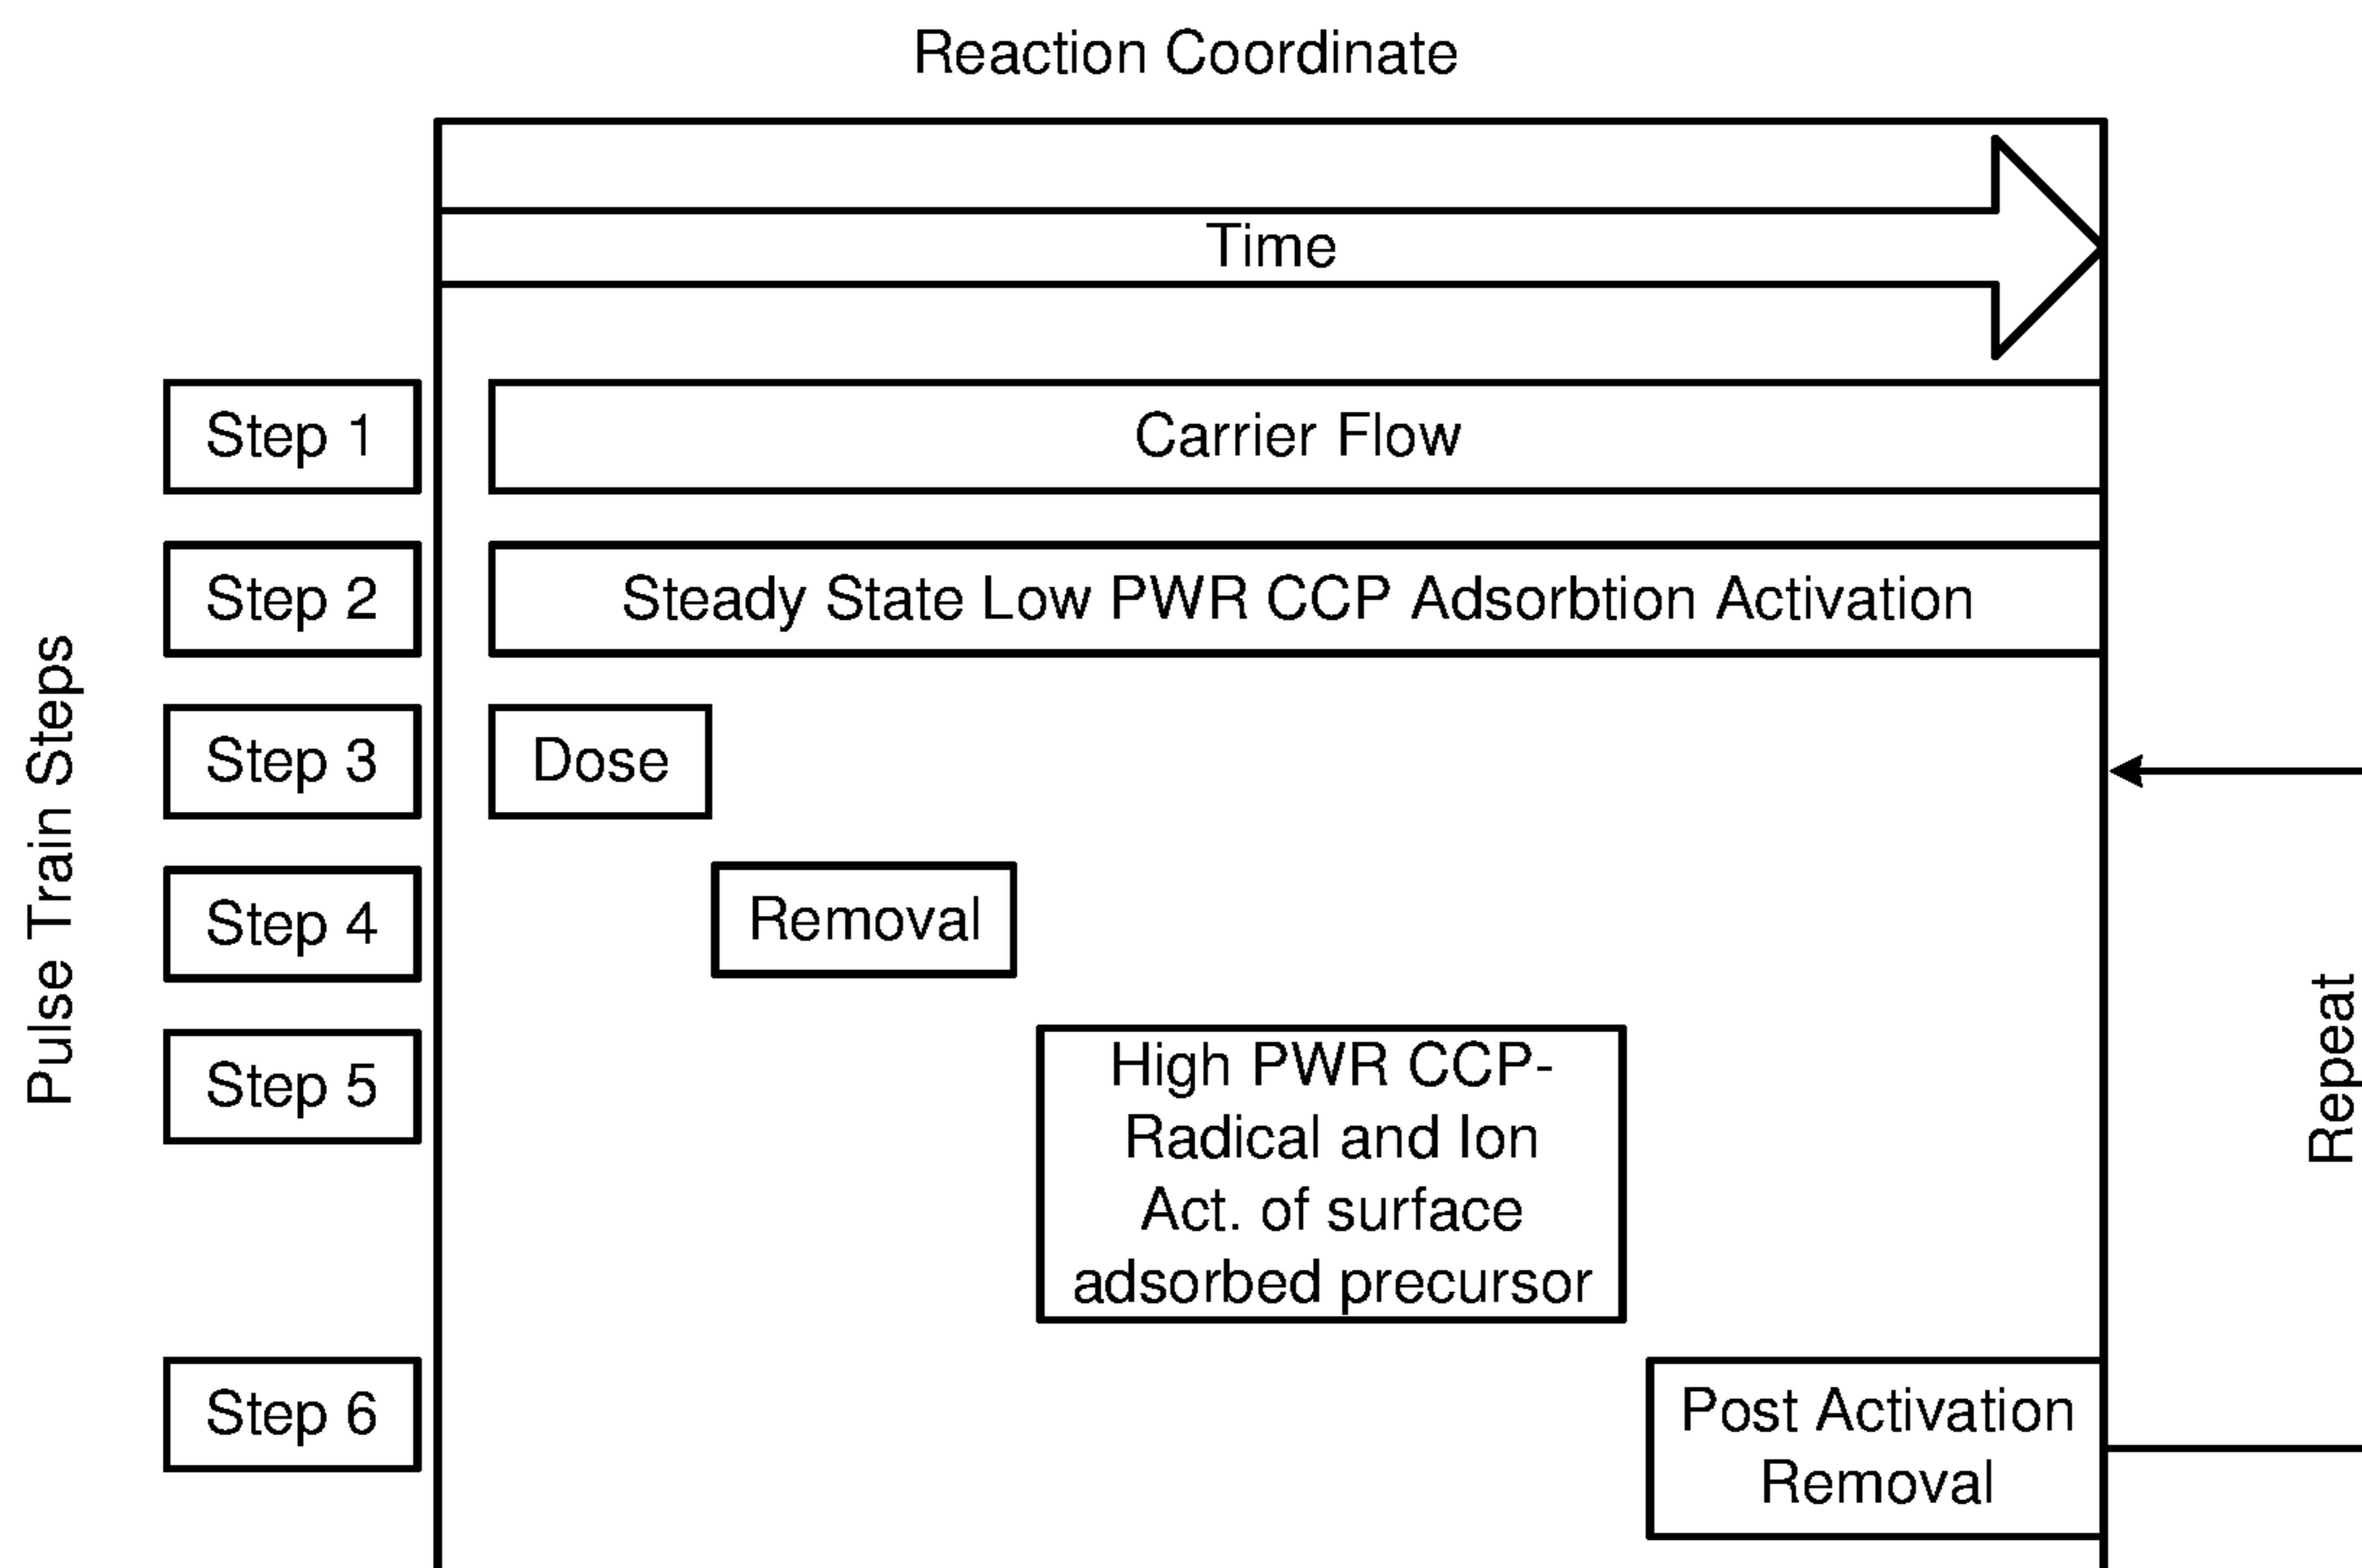 Reaction Coordinate
Time
Pulse Train Steps
Step 1
Carrier Flow
Step 2
Steady State Low PWR CCP Adsorbtion Activation
Step 3
Dose
Step 4
Removal
Step 5
High PWR CCP-
Radical and Ion
Act. of surface
adsorbed precursor
Step 6
Post Activation
Removal
Repeat